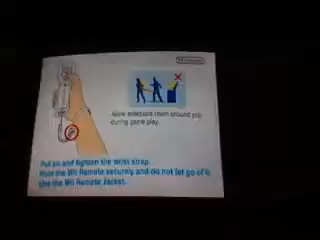 Nintendo
Allow adequate room around you
during game play.
Put on and tighten the wrist strap.
Hold the Wii Remote securely and do not let go of it.
Use the Wii Remote Jacket.